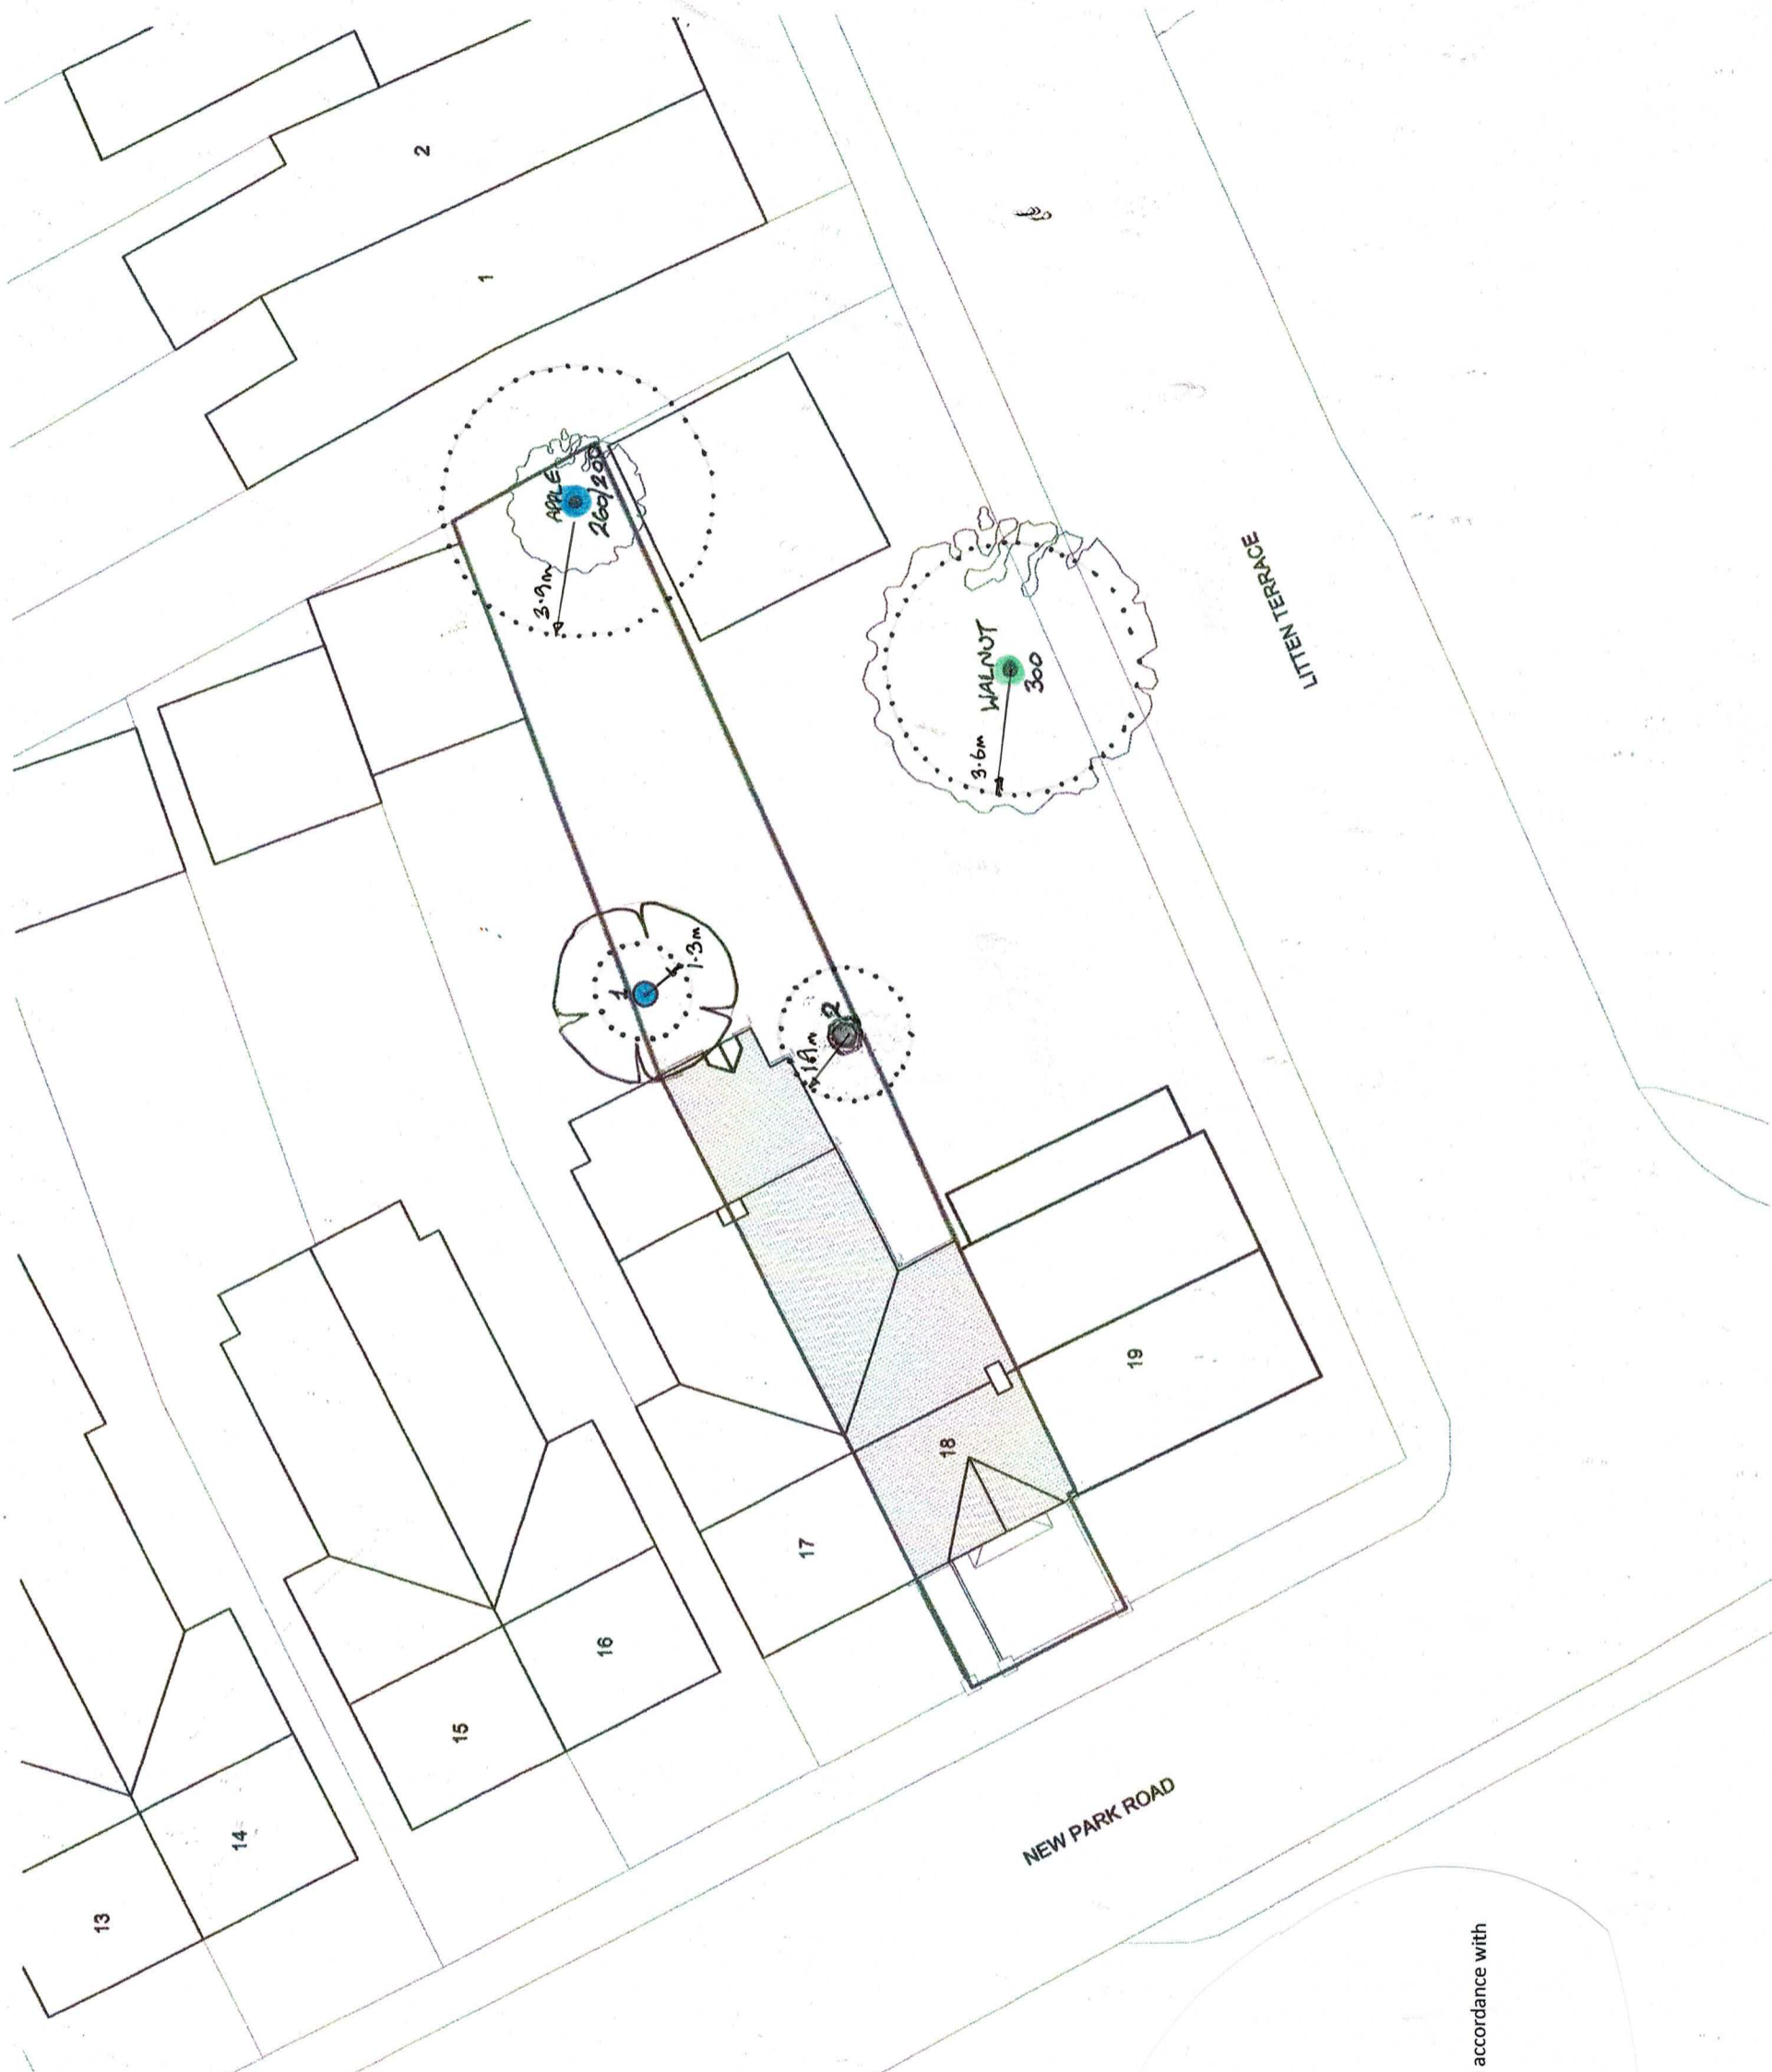 2
1
APPLE
260/200
3.9m
WALNUT
300
3.6m
LITTEN TERRACE
1
1.3m
2
1.9m
19
18
17
16
15
14
13
NEW PARK ROAD
accordance with